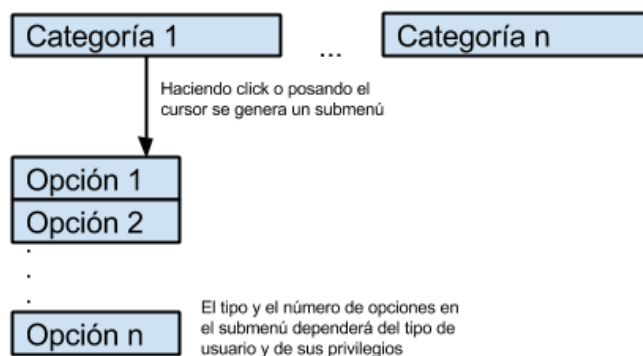 Categoría 1
...
Categoría n
Haciendo click o posando el
cursor se genera un submenú
Opción 1
Opción 2
.
.
.
Opción n
El tipo y el número de opciones en
el submenú dependerá del tipo de
usuario y de sus privilegios